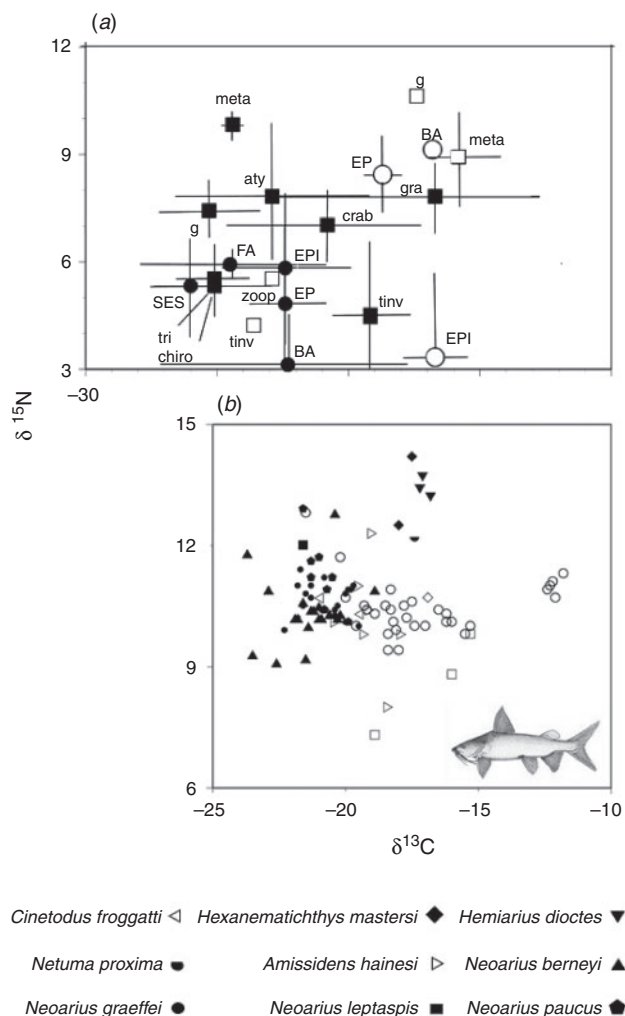 (a)
12
9
6
3
−30
−20
−10
meta
g
EP
BA
meta
aty
gra
crab
g
FA
EPI
SES
zoop
EP
tinv
tri
tinv
BA
EPI
chiro
δ 15N
(b)
15
12
9
6
−25
−20
−15
−10
δ13C
Cinetodus froggatti Hexanematichthys mastersi Hemiarius dioctes
Netuma proxima Amissidens hainesi Neoarius berneyi
Neoarius graeffei Neoarius leptaspis Neoarius paucus